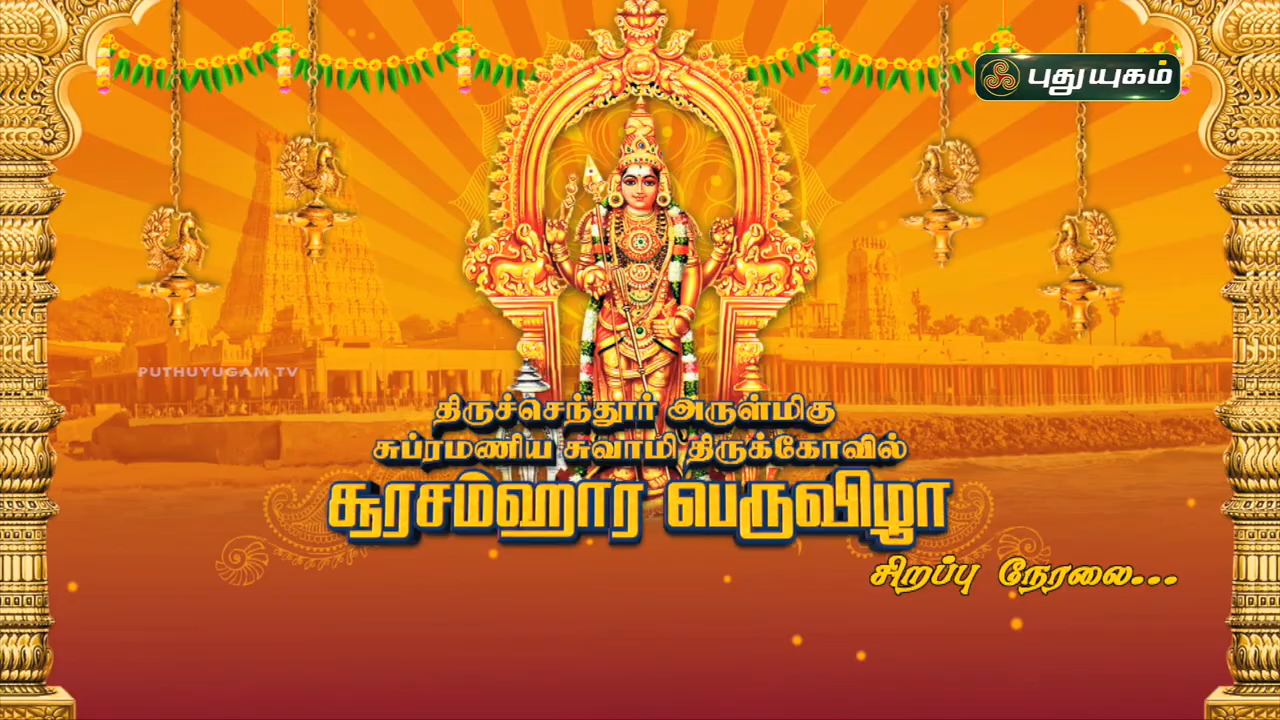 புதுயுகம்
PUTHUYUGAM TV
திருச்செந்தூர் அருள்மிகு
சுப்ரமணிய சுவாமி திருக்கோவில்
சூரசம்ஹார பெருவிழா
சிறப்பு நேரலை...